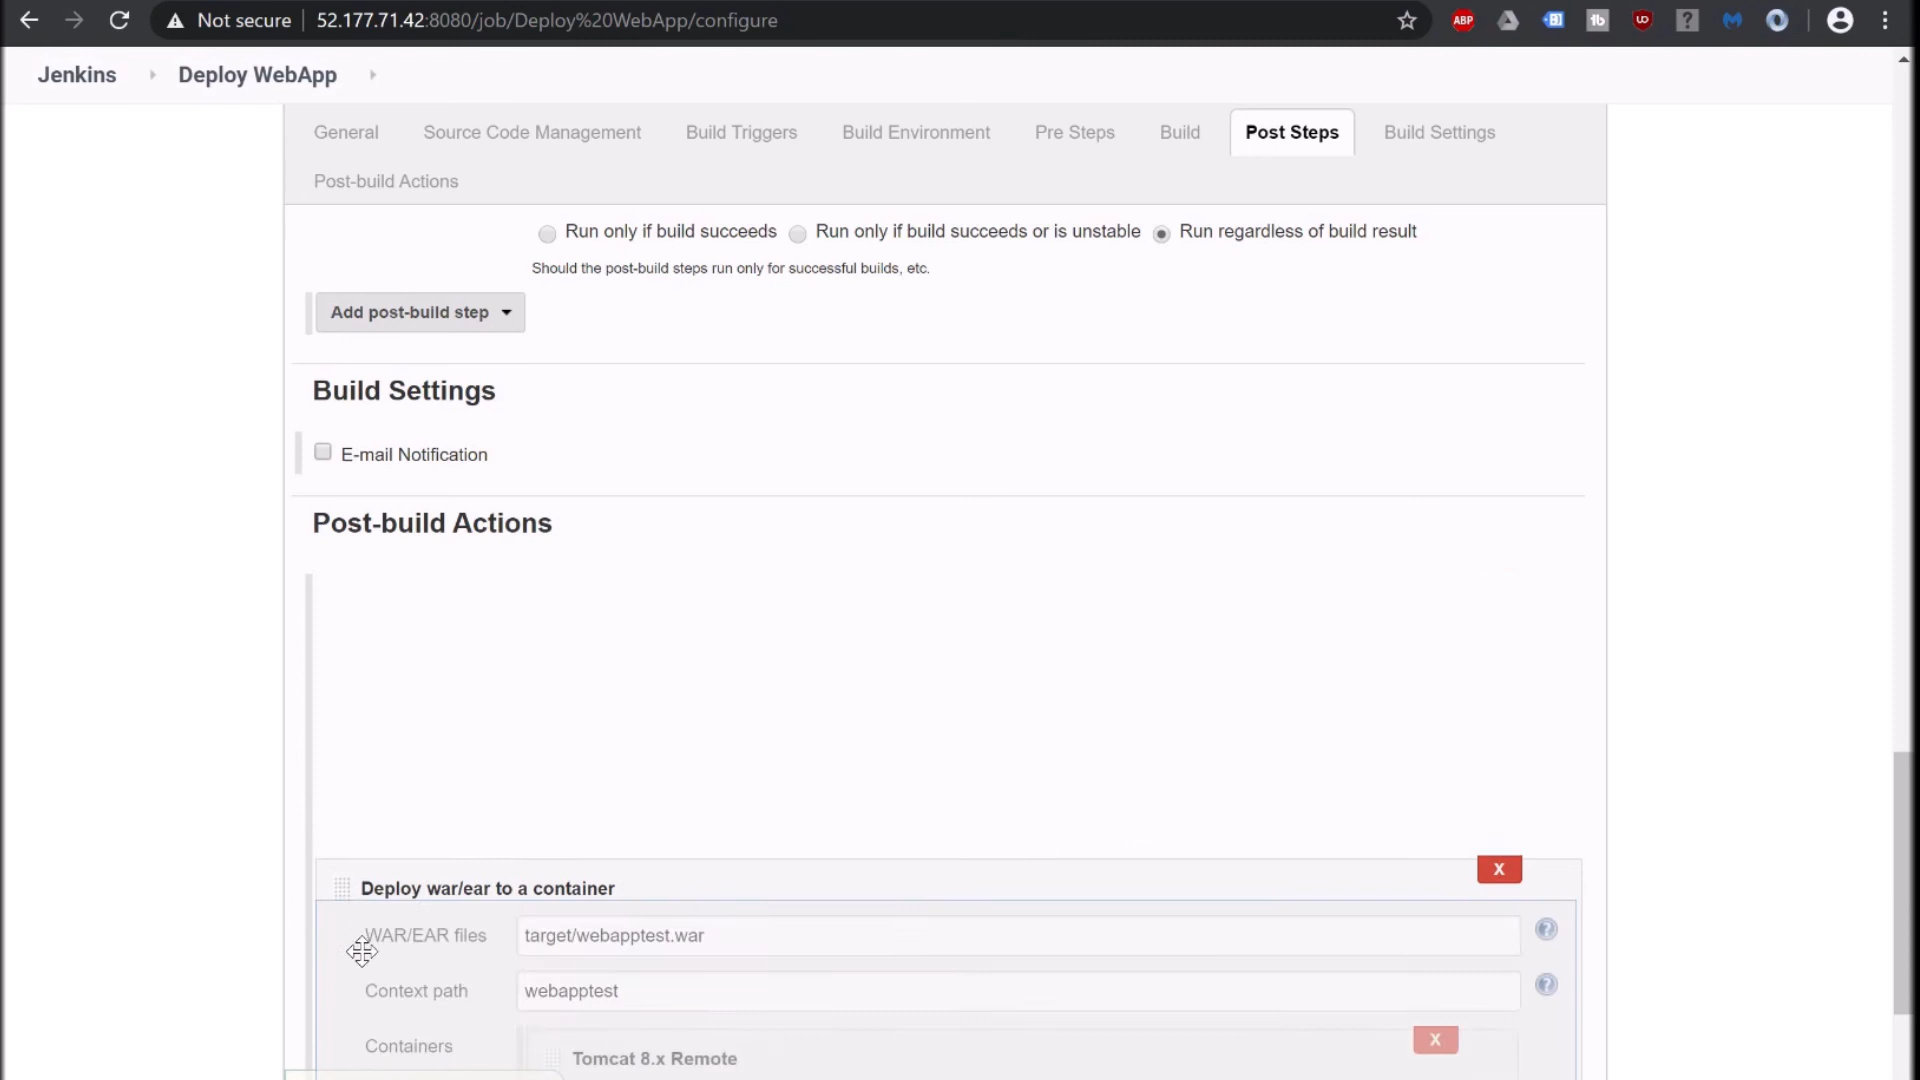 Not secure 52.177.71.42:8080/job/Deploy%20WebApp/configure
ABP
Jenkins Deploy WebApp
General Source Code Management Build Triggers Build Environment Pre Steps Build Post Steps Build Settings
Post-build Actions
Run only if build succeeds Run only if build succeeds or is unstable Run regardless of build result
Should the post-build steps run only for successful builds, etc.
Add post-build step
Build Settings
E-mail Notification
Post-build Actions
X
Deploy war/ear to a container
WAR/EAR files target/webapptest.war ?
Context path webapptest ?
Containers
X
Tomcat 8.x Remote